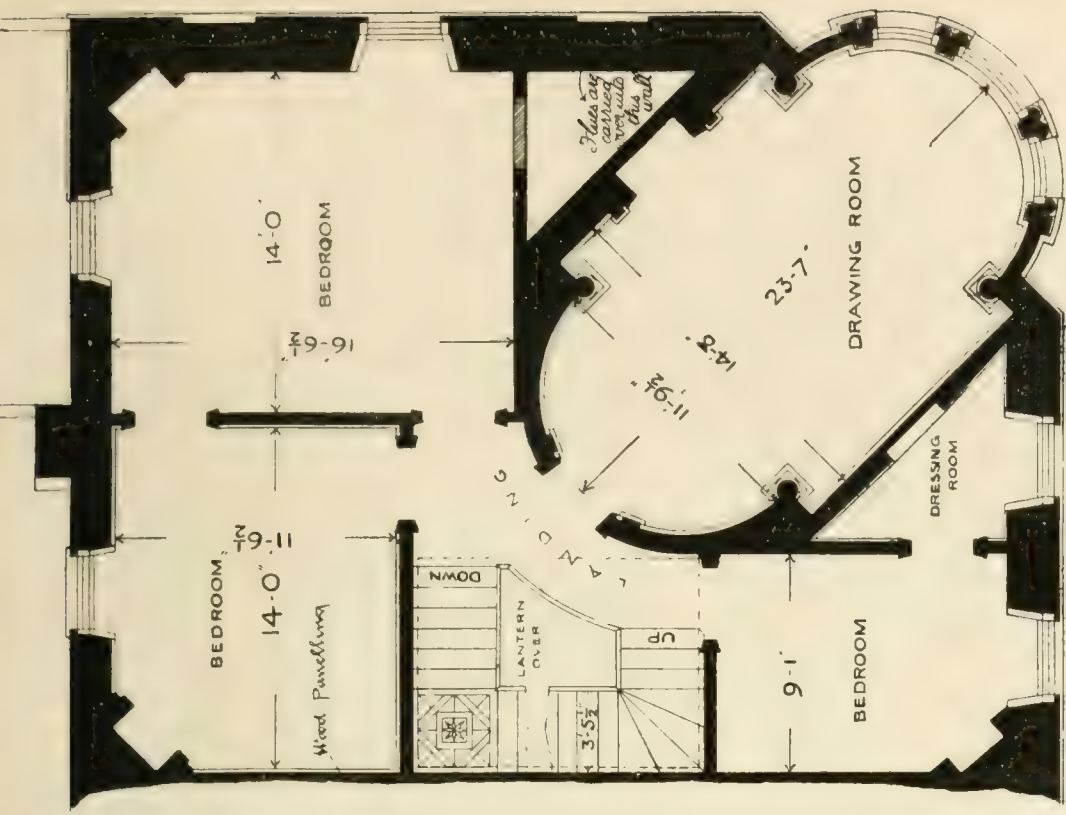 Flues are
carried
over into
this
wall
14'-0"
BEDROOM
16'-6½"
DRAWING ROOM
23-7"
14-9"
11'-9½"
DRESSING
ROOM
LANDING
11-6½"
BEDROOM
14-0"
Wood Panelling
DOWN
LANTERN
OVER
UP
3-5½
9-1"
BEDROOM